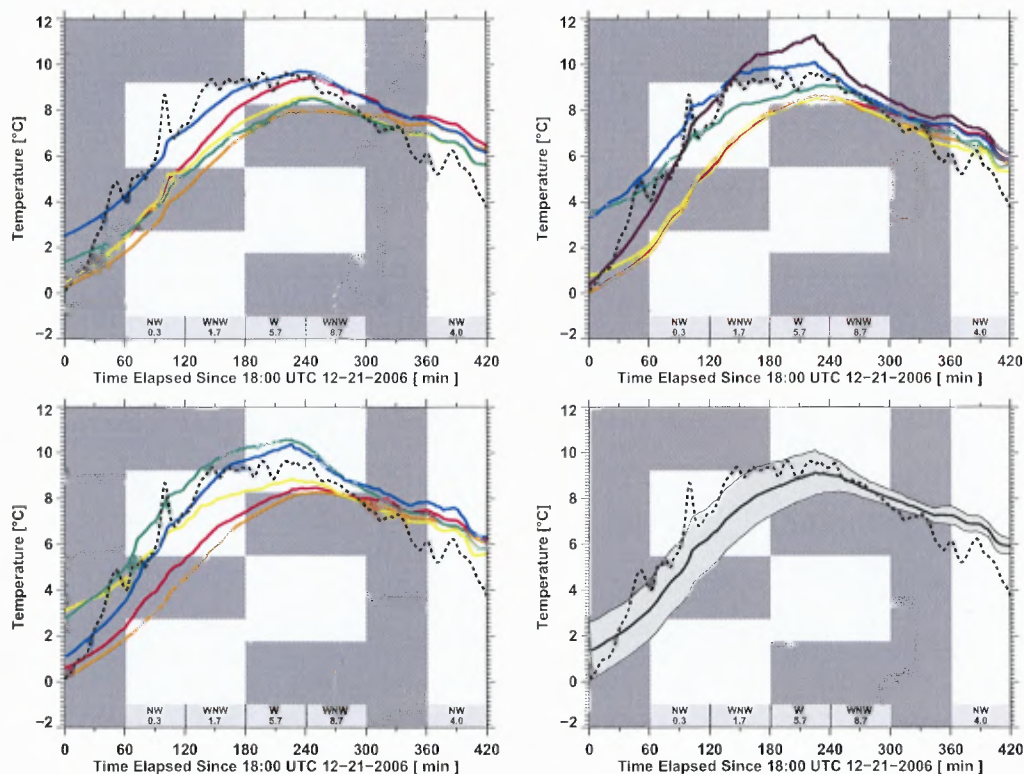 12
10
8
6
4
2
0
−2
Temperature [°C]
NW WNW W WNW NW
0.3 1.7 5.7 8.7 4.0
0 60 120 180 240 300 360 420
Time Elapsed Since 18:00 UTC 12−21−2006 [ min ]
12
10
8
6
4
2
0
−2
Temperature [°C]
NW WNW W WNW NW
0.3 1.7 5.7 8.7 4.0
0 60 120 180 240 300 360 420
Time Elapsed Since 18:00 UTC 12−21−2006 [ min ]
12
10
8
6
4
2
0
−2
Temperature [°C]
NW WNW W WNW NW
0.3 1.7 5.7 8.7 4.0
0 60 120 180 240 300 360 420
Time Elapsed Since 18:00 UTC 12−21−2006 [ min ]
12
10
8
6
4
2
0
−2
Temperature [°C]
NW WNW W WNW NW
0.3 1.7 5.7 8.7 4.0
0 60 120 180 240 300 360 420
Time Elapsed Since 18:00 UTC 12−21−2006 [ min ]